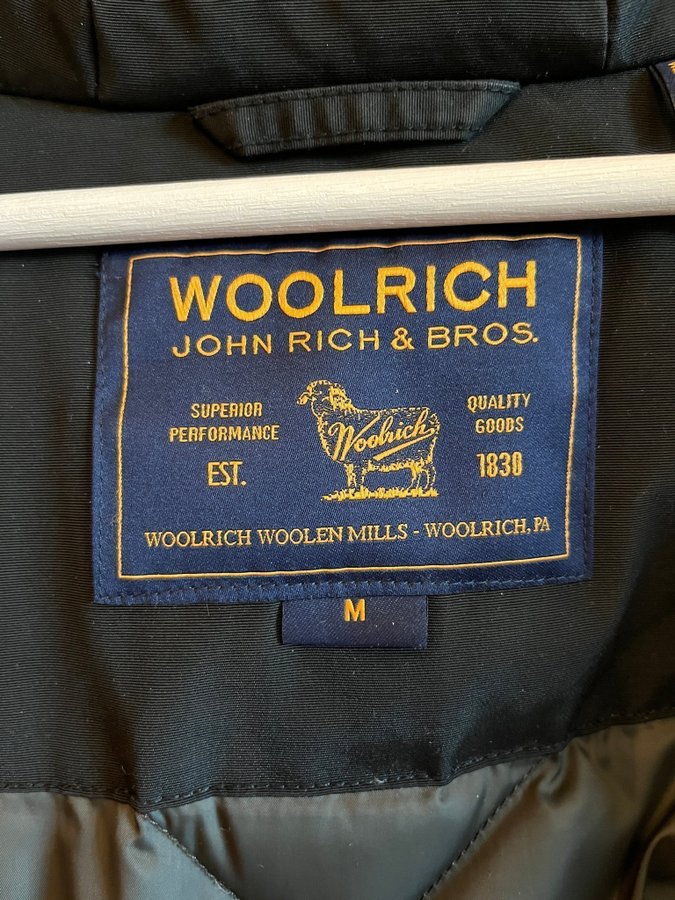 WOOLRICH
JOHN RICH & BROS.
SUPERIOR
PERFORMANCE
EST.
Woolrich
QUALITY
GOODS
1830
WOOLRICH WOOLEN MILLS - WOOLRICH, PA
M